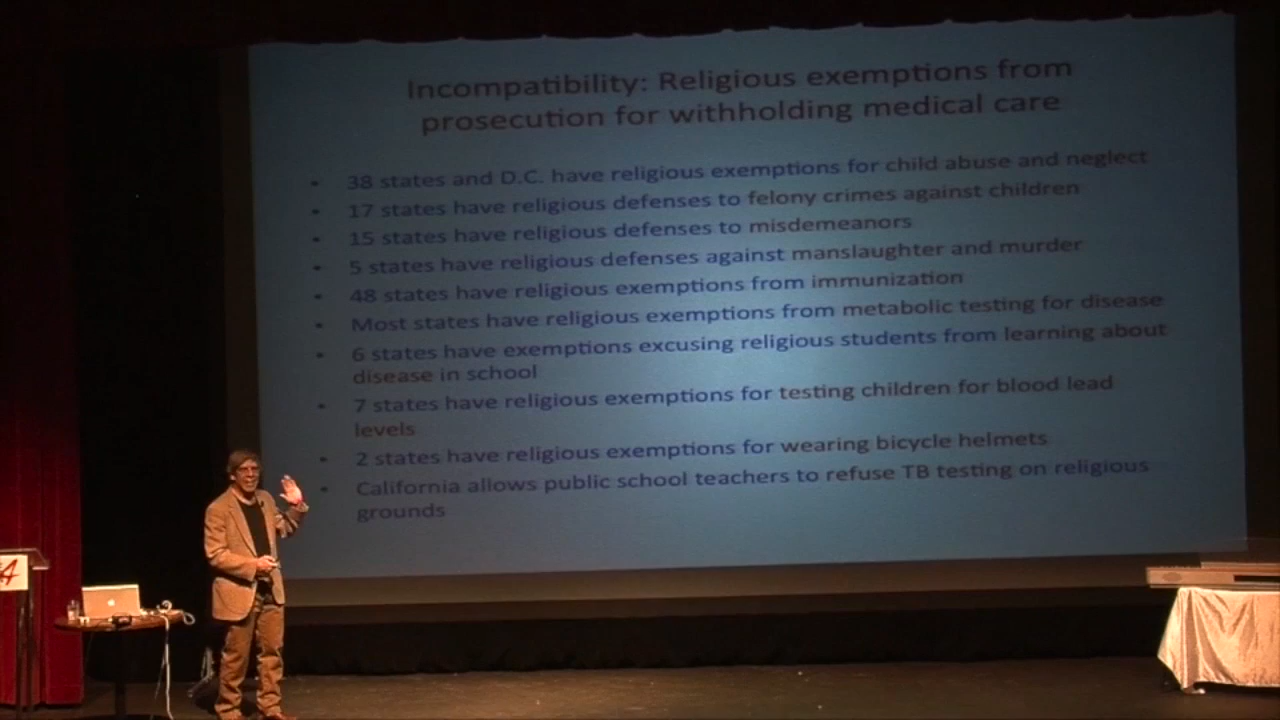 Incompatibility: Religious exemptions from
prosecution for withholding medical care
• 38 states and D.C. have religious exemptions for child abuse and neglect
• 17 states have religious defenses to felony crimes against children
• 15 states have religious defenses to misdemeanors
• 5 states have religious defenses against manslaughter and murder
• 48 states have religious exemptions from immunization
• Most states have religious exemptions from metabolic testing for disease
• 6 states have exemptions excusing religious students from learning about
disease in school
• 7 states have religious exemptions for testing children for blood lead
levels
• 2 states have religious exemptions for wearing bicycle helmets
• California allows public school teachers to refuse TB testing on religious
grounds
A